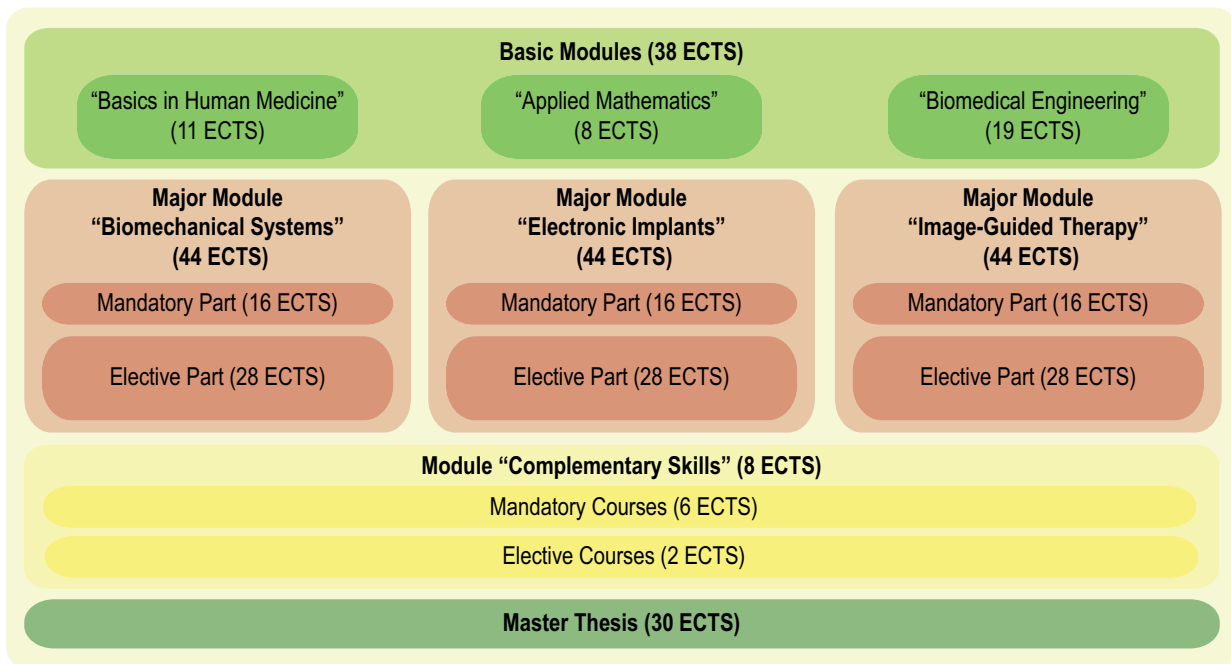 Basic Modules (38 ECTS)
“Basics in Human Medicine”
(11 ECTS)
“Applied Mathematics”
(8 ECTS)
“Biomedical Engineering”
(19 ECTS)
Major Module
“Biomechanical Systems”
(44 ECTS)
Mandatory Part (16 ECTS)
Elective Part (28 ECTS)
Major Module
“Electronic Implants”
(44 ECTS)
Mandatory Part (16 ECTS)
Elective Part (28 ECTS)
Major Module
“Image-Guided Therapy”
(44 ECTS)
Mandatory Part (16 ECTS)
Elective Part (28 ECTS)
Module “Complementary Skills” (8 ECTS)
Mandatory Courses (6 ECTS)
Elective Courses (2 ECTS)
Master Thesis (30 ECTS)